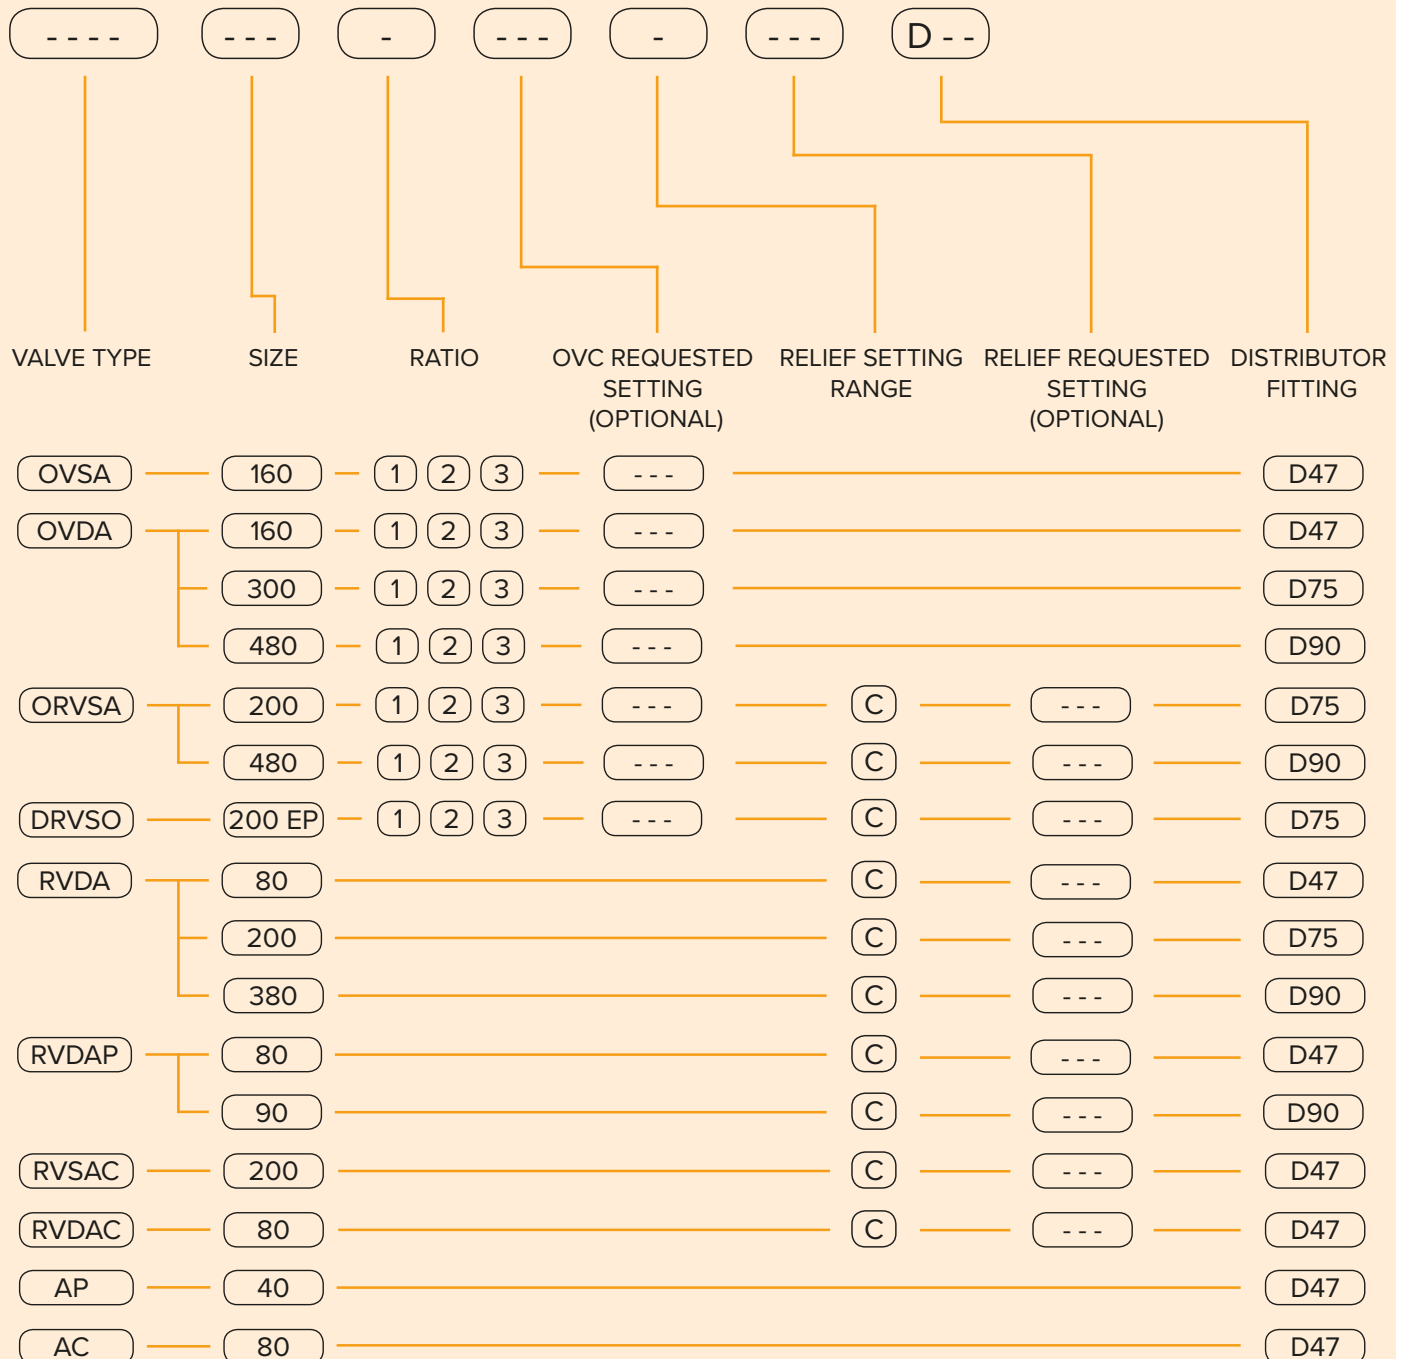 - - - - - - - - - - - - - - - D - -
VALVE TYPE SIZE RATIO OVC REQUESTED SETTING (OPTIONAL) RELIEF SETTING RANGE RELIEF REQUESTED SETTING (OPTIONAL) DISTRIBUTOR FITTING
OVSA 160 1 2 3 - - - D47
OVDA 160 1 2 3 - - - D47
300 1 2 3 - - - D75
480 1 2 3 - - - D90
ORVSA 200 1 2 3 - - - C - - - D75
480 1 2 3 - - - C - - - D90
DRVSO 200 EP 1 2 3 - - - C - - - D75
RVDA 80 C - - - D47
200 C - - - D75
380 C - - - D90
RVDAP 80 C - - - D47
90 C - - - D90
RVSAC 200 C - - - D47
RVDAC 80 C - - - D47
AP 40 D47
AC 80 D47